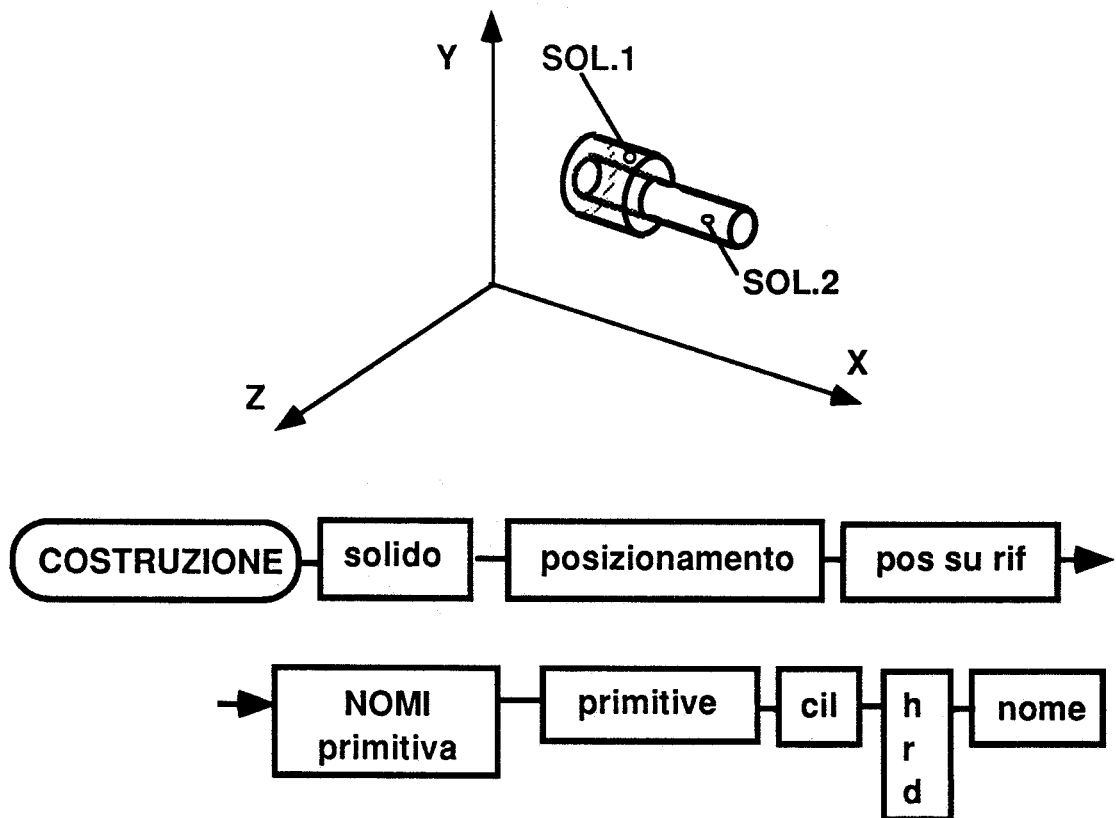 Y
SOL.1
SOL.2
X
Z
COSTRUZIONE solido posizionamento pos su rif
NOMI primitive cil h nome
primitiva r
d